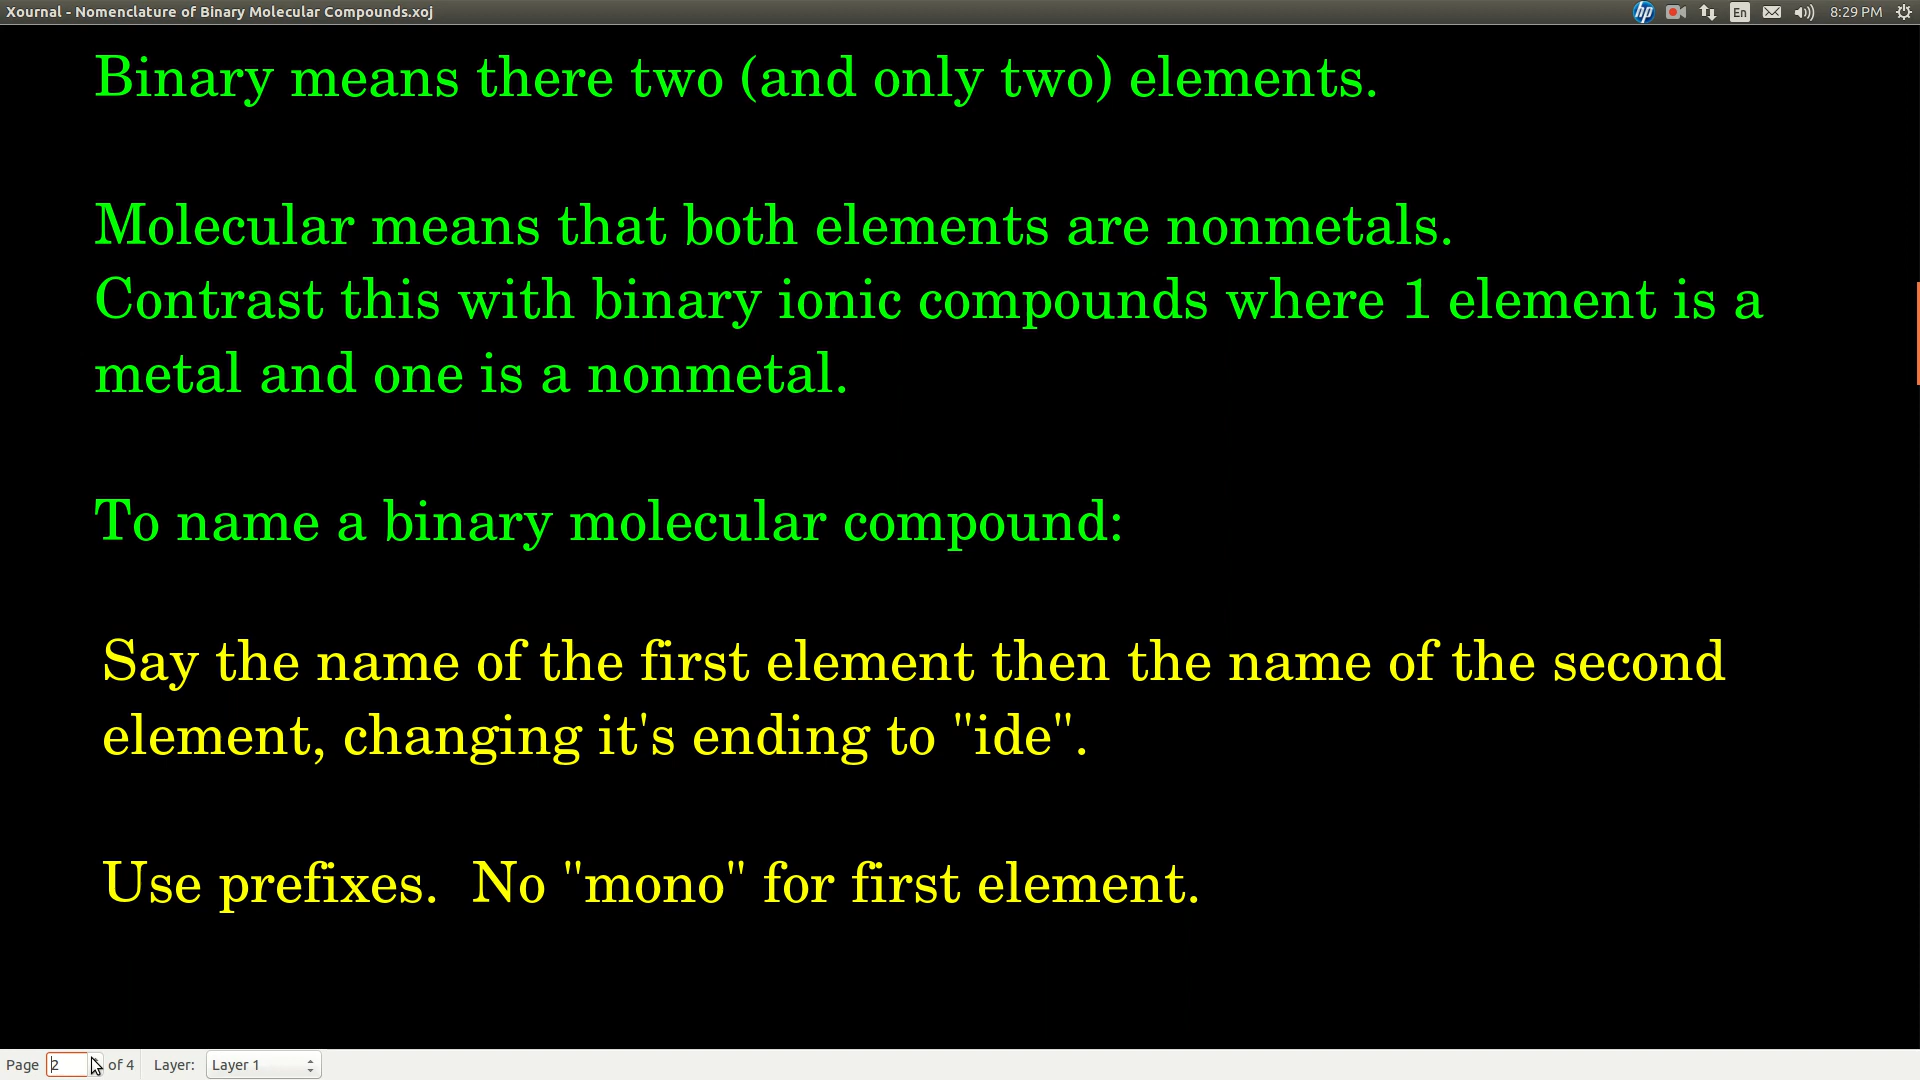 Xournal - Nomenclature of Binary Molecular Compounds.xoj
hp
En
8:29 PM
Binary means there two (and only two) elements.
Molecular means that both elements are nonmetals.
Contrast this with binary ionic compounds where 1 element is a
metal and one is a nonmetal.
To name a binary molecular compound:
Say the name of the first element then the name of the second
element, changing it's ending to "ide".
Use prefixes.  No "mono" for first element.
Page 2 of 4 Layer: Layer 1